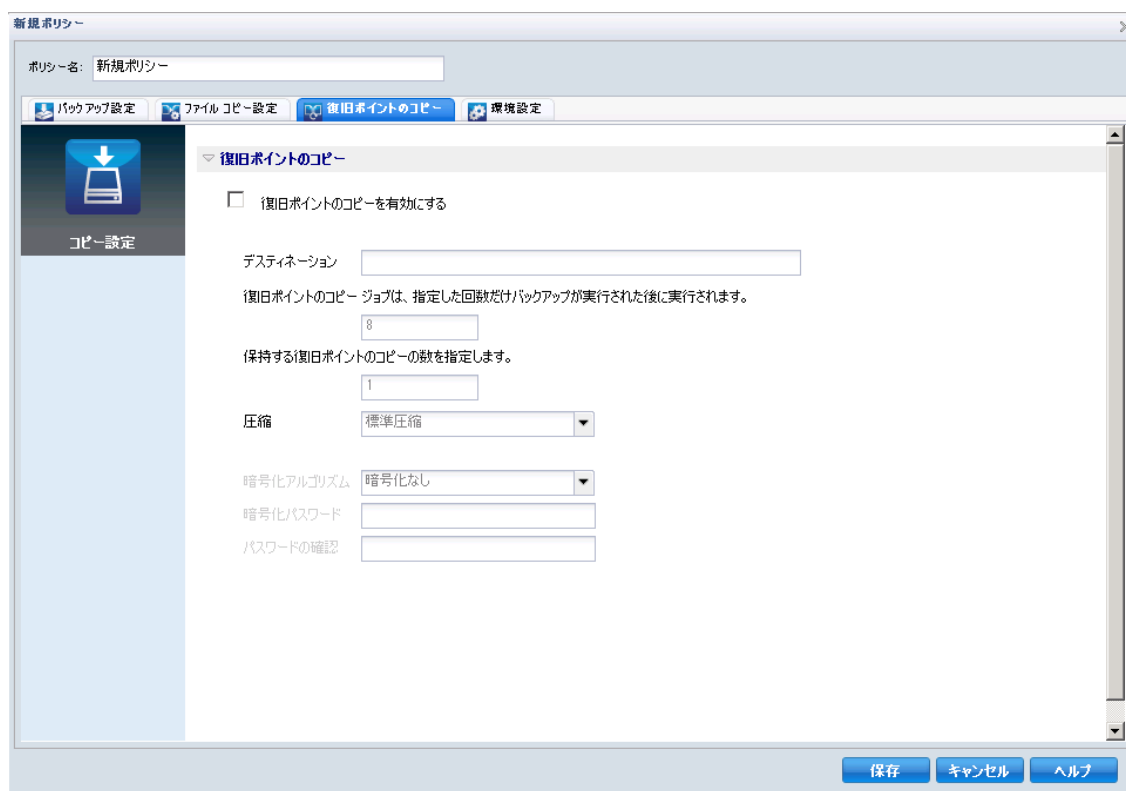 新規ポリシー
ポリシー名: 新規ポリシー
バックアップ設定 ファイル コピー設定 復旧ポイントのコピー 環境設定
復旧ポイントのコピー
復旧ポイントのコピーを有効にする
コピー設定
デスティネーション
復旧ポイントのコピー ジョブは、指定した回数だけバックアップが実行された後に実行されます。
8
保持する復旧ポイントのコピーの数を指定します。
1
圧縮 標準圧縮
暗号化アルゴリズム 暗号化なし
暗号化パスワード
パスワードの確認
保存 キャンセル ヘルプ